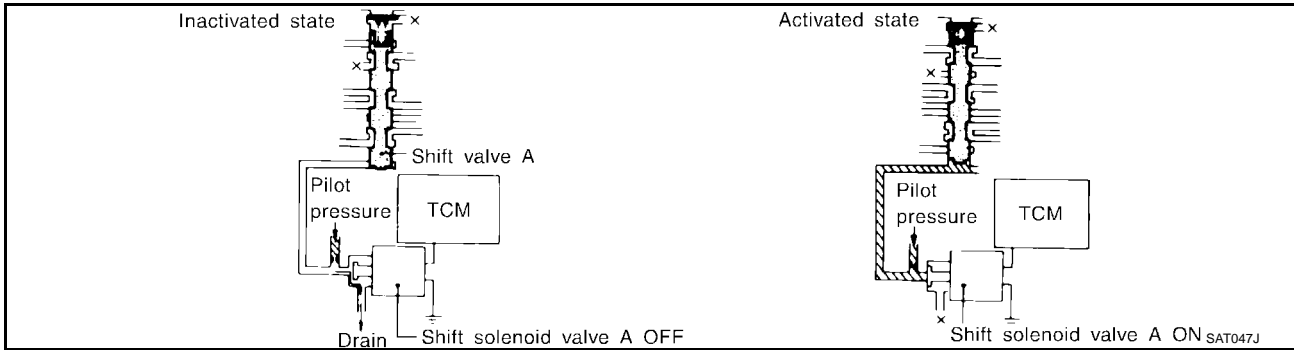 Inactivated state
Shift valve A
Pilot
pressure
TCM
Drain
Shift solenoid valve A OFF
Activated state
Pilot
pressure
TCM
Shift solenoid valve A ON
SAT047J